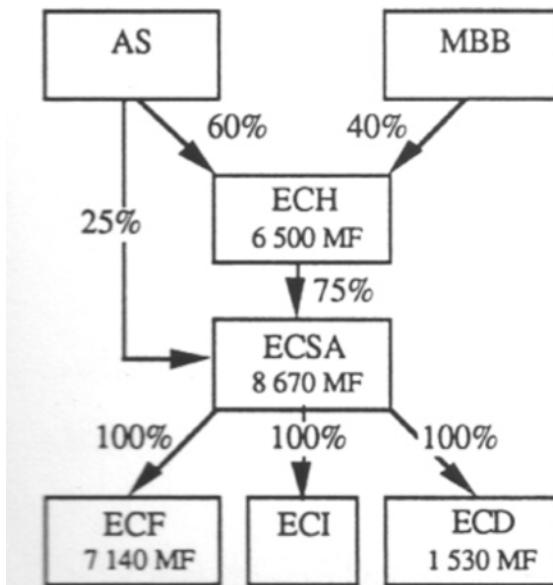 AS
MBB
60%
40%
ECH
6 500 MF
25%
75%
ECSA
8 670 MF
100%
100%
100%
ECF
7 140 MF
ECI
ECD
1 530 MF